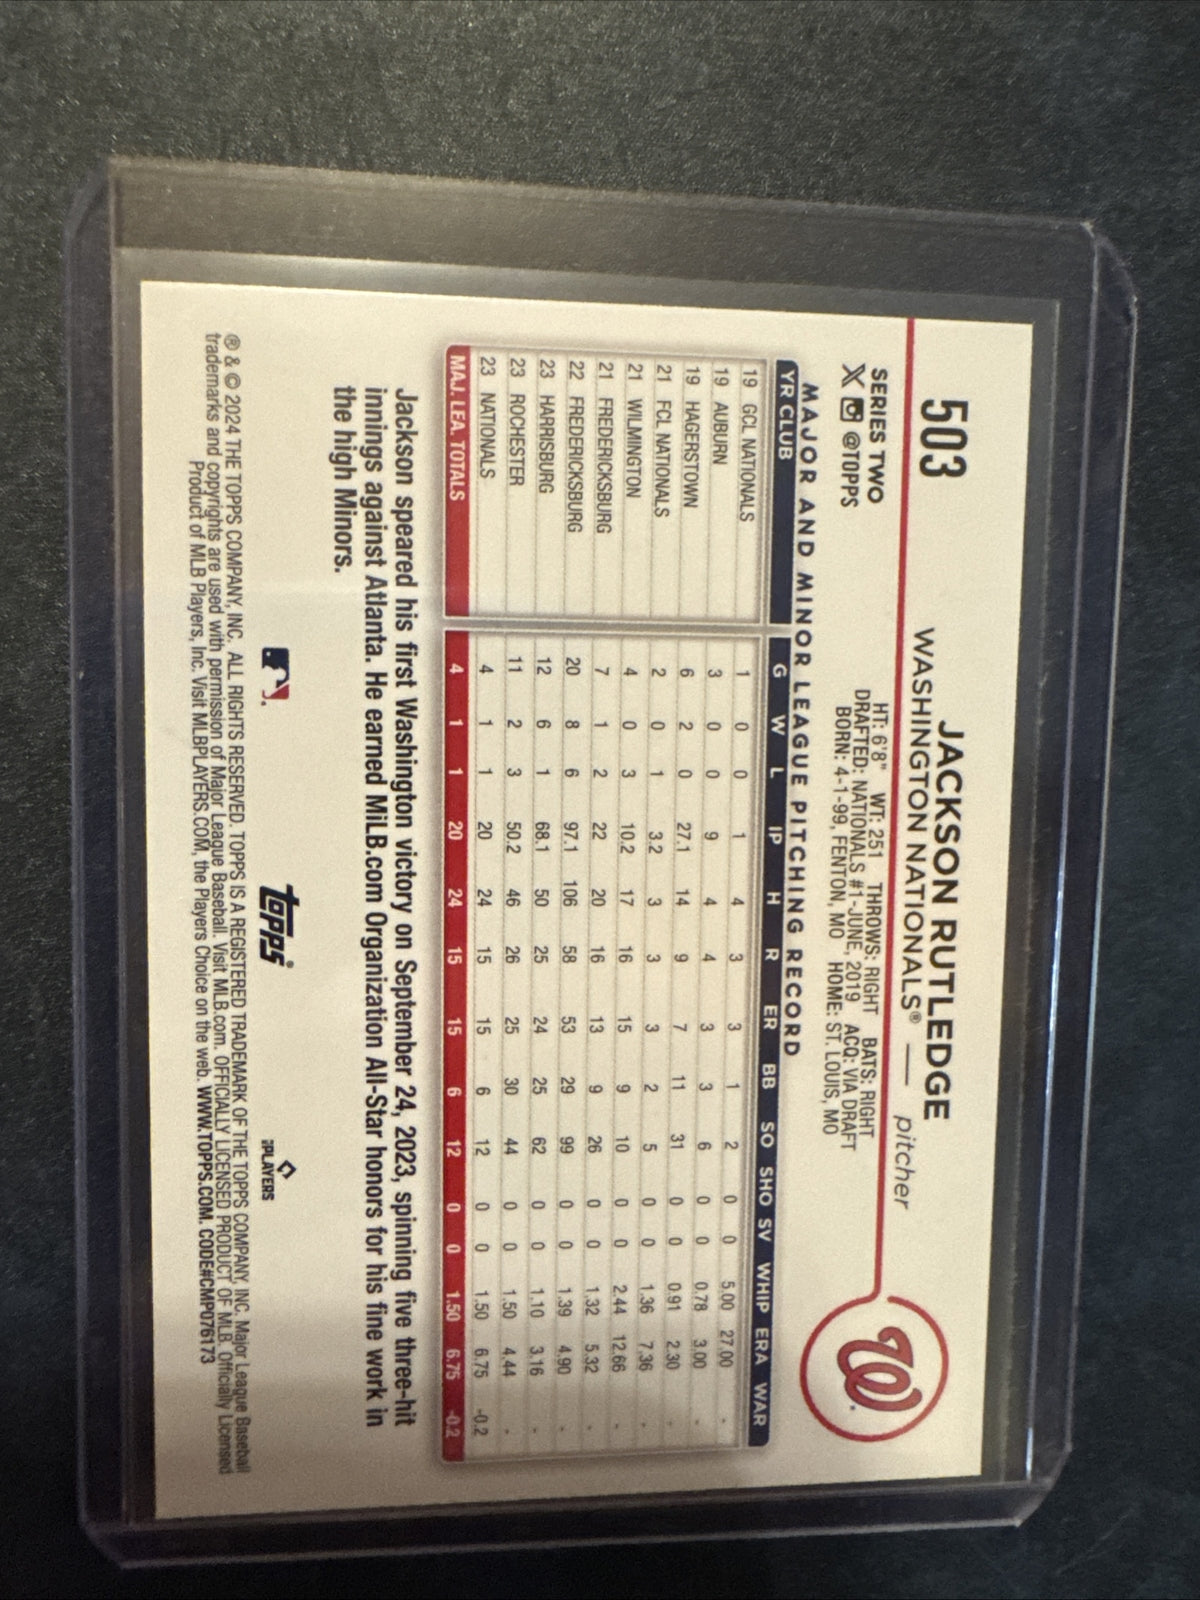 503
JACKSON RUTLEDGE
WASHINGTON NATIONALS® — pitcher
SERIES TWO
X @TOPPS
HT: 6'8" WT: 251 THROWS: RIGHT BATS: RIGHT
DRAFTED: NATIONALS #1-JUNE, 2019 ACQ: VIA DRAFT
BORN: 4-1-99, FENTON, MO HOME: ST. LOUIS, MO
W
MAJOR AND MINOR LEAGUE PITCHING RECORD
YR CLUB G W L IP H R ER BB SO SHO SV WHIP ERA WAR
19 GCL NATIONALS 1 0 0 1 4 3 3 1 2 0 0 5.00 27.00 -
19 AUBURN 3 0 0 9 4 4 3 3 6 0 0 0.78 3.00 -
19 HAGERSTOWN 6 2 0 27.1 14 9 7 11 31 0 0 0.91 2.30 -
21 FCL NATIONALS 2 0 1 3.2 3 3 3 2 5 0 0 1.36 7.36 -
21 WILMINGTON 4 0 3 10.2 17 16 15 9 10 0 0 2.44 12.66 -
21 FREDERICKSBURG 7 1 2 22 20 16 13 9 26 0 0 1.32 5.32 -
22 FREDERICKSBURG 20 8 6 97.1 106 58 53 29 99 0 0 1.39 4.90 -
23 HARRISBURG 12 6 1 68.1 50 25 24 25 62 0 0 1.10 3.16 -
23 ROCHESTER 11 2 3 50.2 46 26 25 30 44 0 0 1.50 4.44 -
23 NATIONALS 4 1 1 20 24 15 15 6 12 0 0 1.50 6.75 -0.2
MAJ. LEA. TOTALS 4 1 1 20 24 15 15 6 12 0 0 1.50 6.75 -0.2
Jackson speared his first Washington victory on September 24, 2023, spinning five three-hit
innings against Atlanta. He earned MiLB.com Organization All-Star honors for his fine work in
the high Minors.
topps®
PLAYERS
® & © 2024 THE TOPPS COMPANY, INC. ALL RIGHTS RESERVED. TOPPS IS A REGISTERED TRADEMARK OF THE TOPPS COMPANY, INC. Major League Baseball
trademarks and copyrights are used with permission of Major League Baseball. Visit MLB.com. OFFICIALLY LICENSED PRODUCT OF MLB. Officially Licensed
Product of MLB Players, Inc. Visit MLBPLAYERS.COM, the Players Choice on the web. WWW.TOPPS.COM. CODE#CMP076173